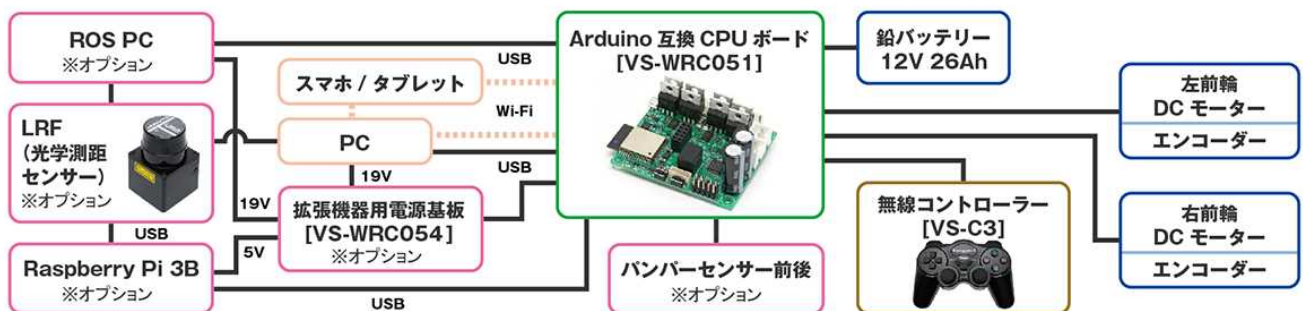 ROS PC
※オプション
USB
Arduino 互換 CPU ボード
[VS-WRC051]
鉛バッテリー
12V 26Ah
スマホ / タブレット
Wi-Fi
PC
USB
LRF
(光学測距
センサー)
※オプション
19V
19V
拡張機器用電源基板
[VS-WRC054]
※オプション
USB
5V
Raspberry Pi 3B
※オプション
USB
バンパーセンサー前後
※オプション
無線コントローラー
[VS-C3]
左前輪
DC モーター
エンコーダー
右前輪
DC モーター
エンコーダー